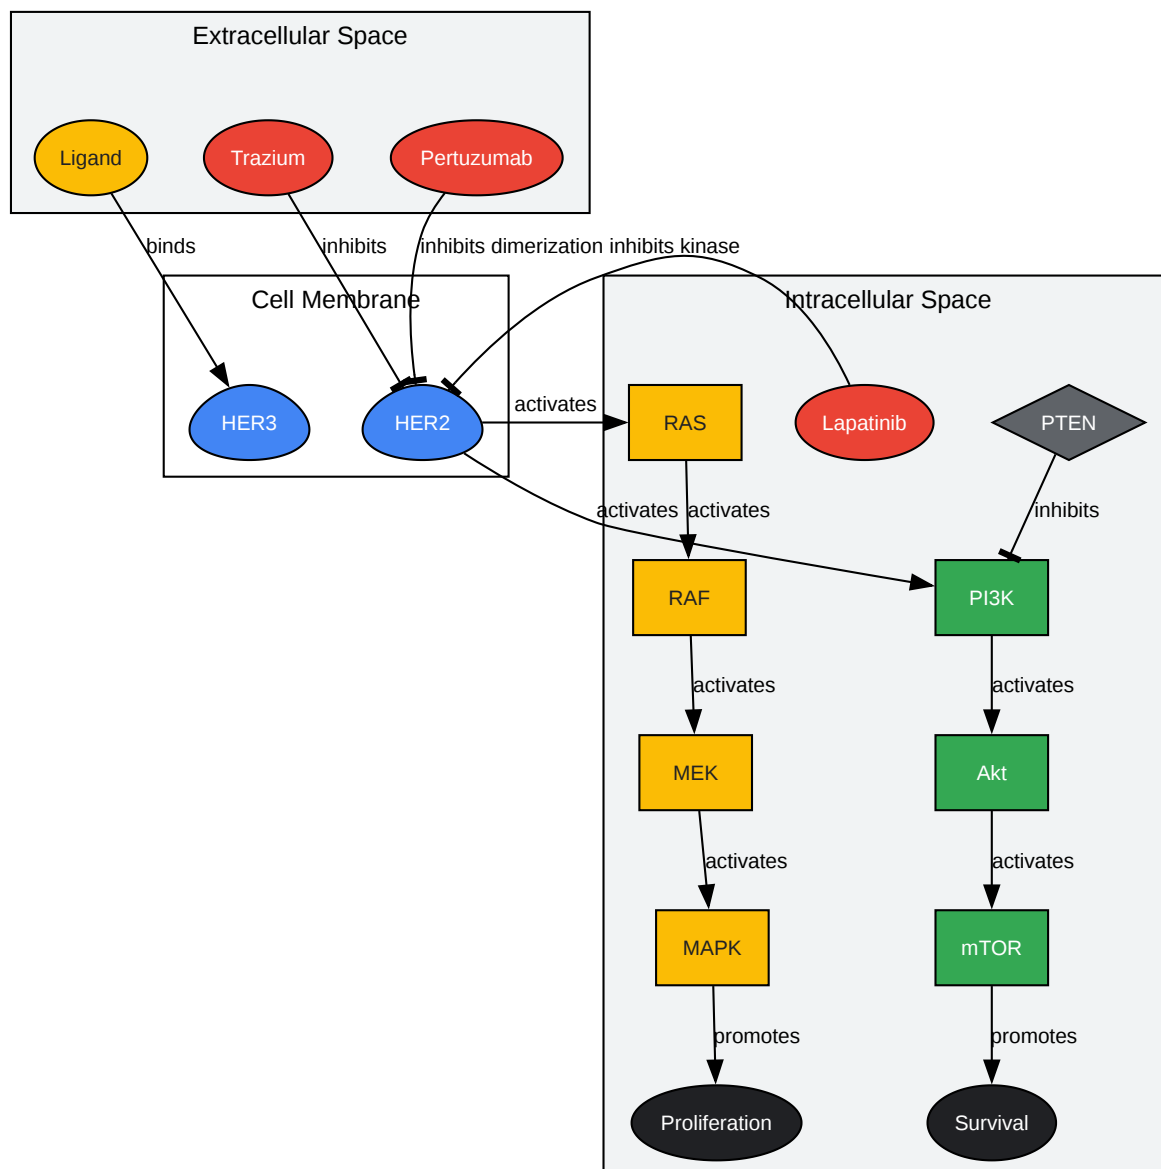 Extracellular Space
Ligand
Trazium
Pertuzumab
binds
inhibits
inhibits dimerization
inhibits kinase
Cell Membrane
Intracellular Space
HER3
HER2
activates
RAS
Lapatinib
PTEN
activates
activates
inhibits
RAF
PI3K
activates
activates
MEK
Akt
activates
activates
MAPK
mTOR
promotes
promotes
Proliferation
Survival